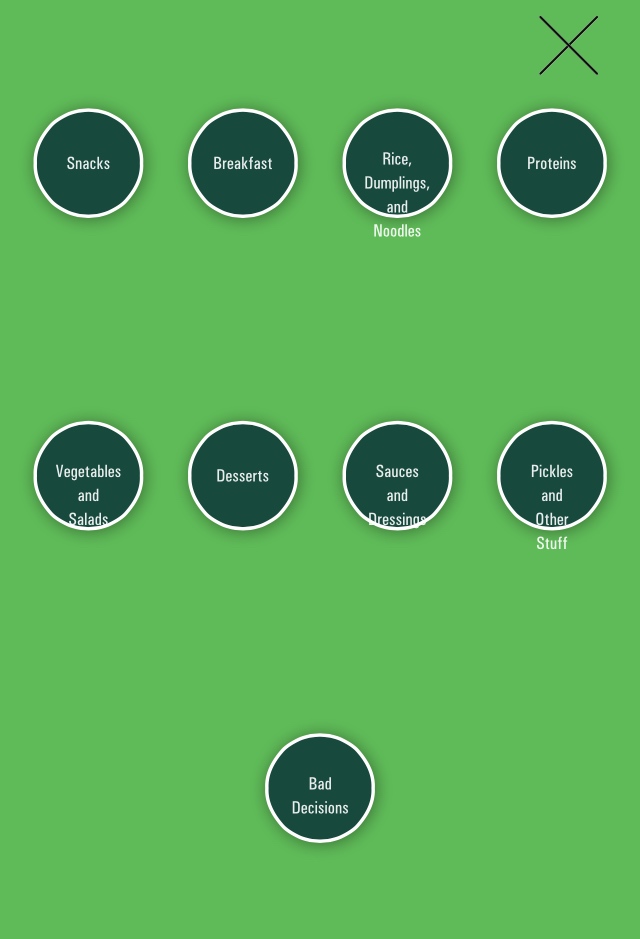 Snacks
Breakfast
Rice,
Dumplings,
and
Noodles
Proteins
Vegetables
and
Salads
Desserts
Sauces
and
Dressings
Pickles
and
Other
Stuff
Bad
Decisions